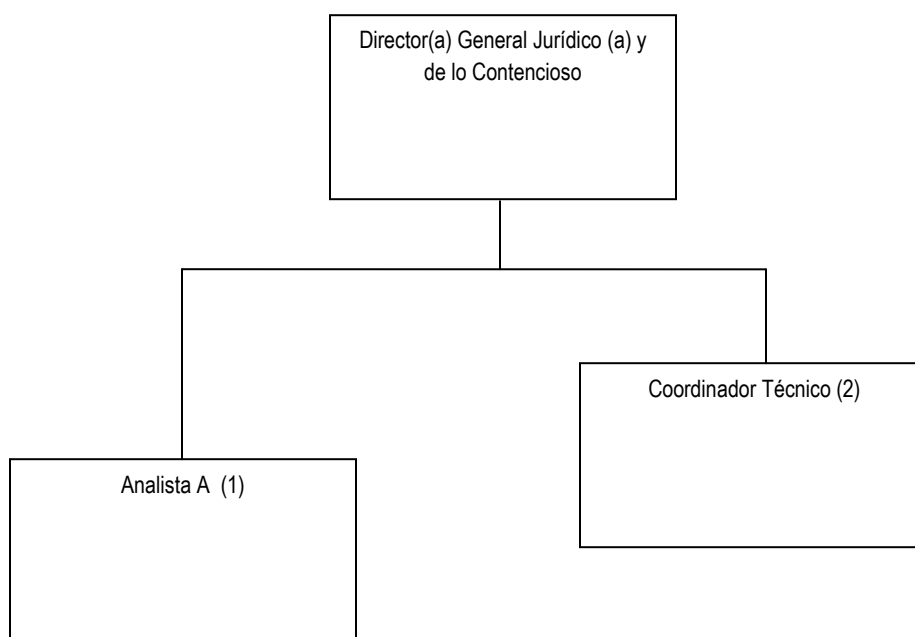 Director(a) General Jurídico (a) y
de lo Contencioso
Coordinador Técnico (2)
Analista A (1)